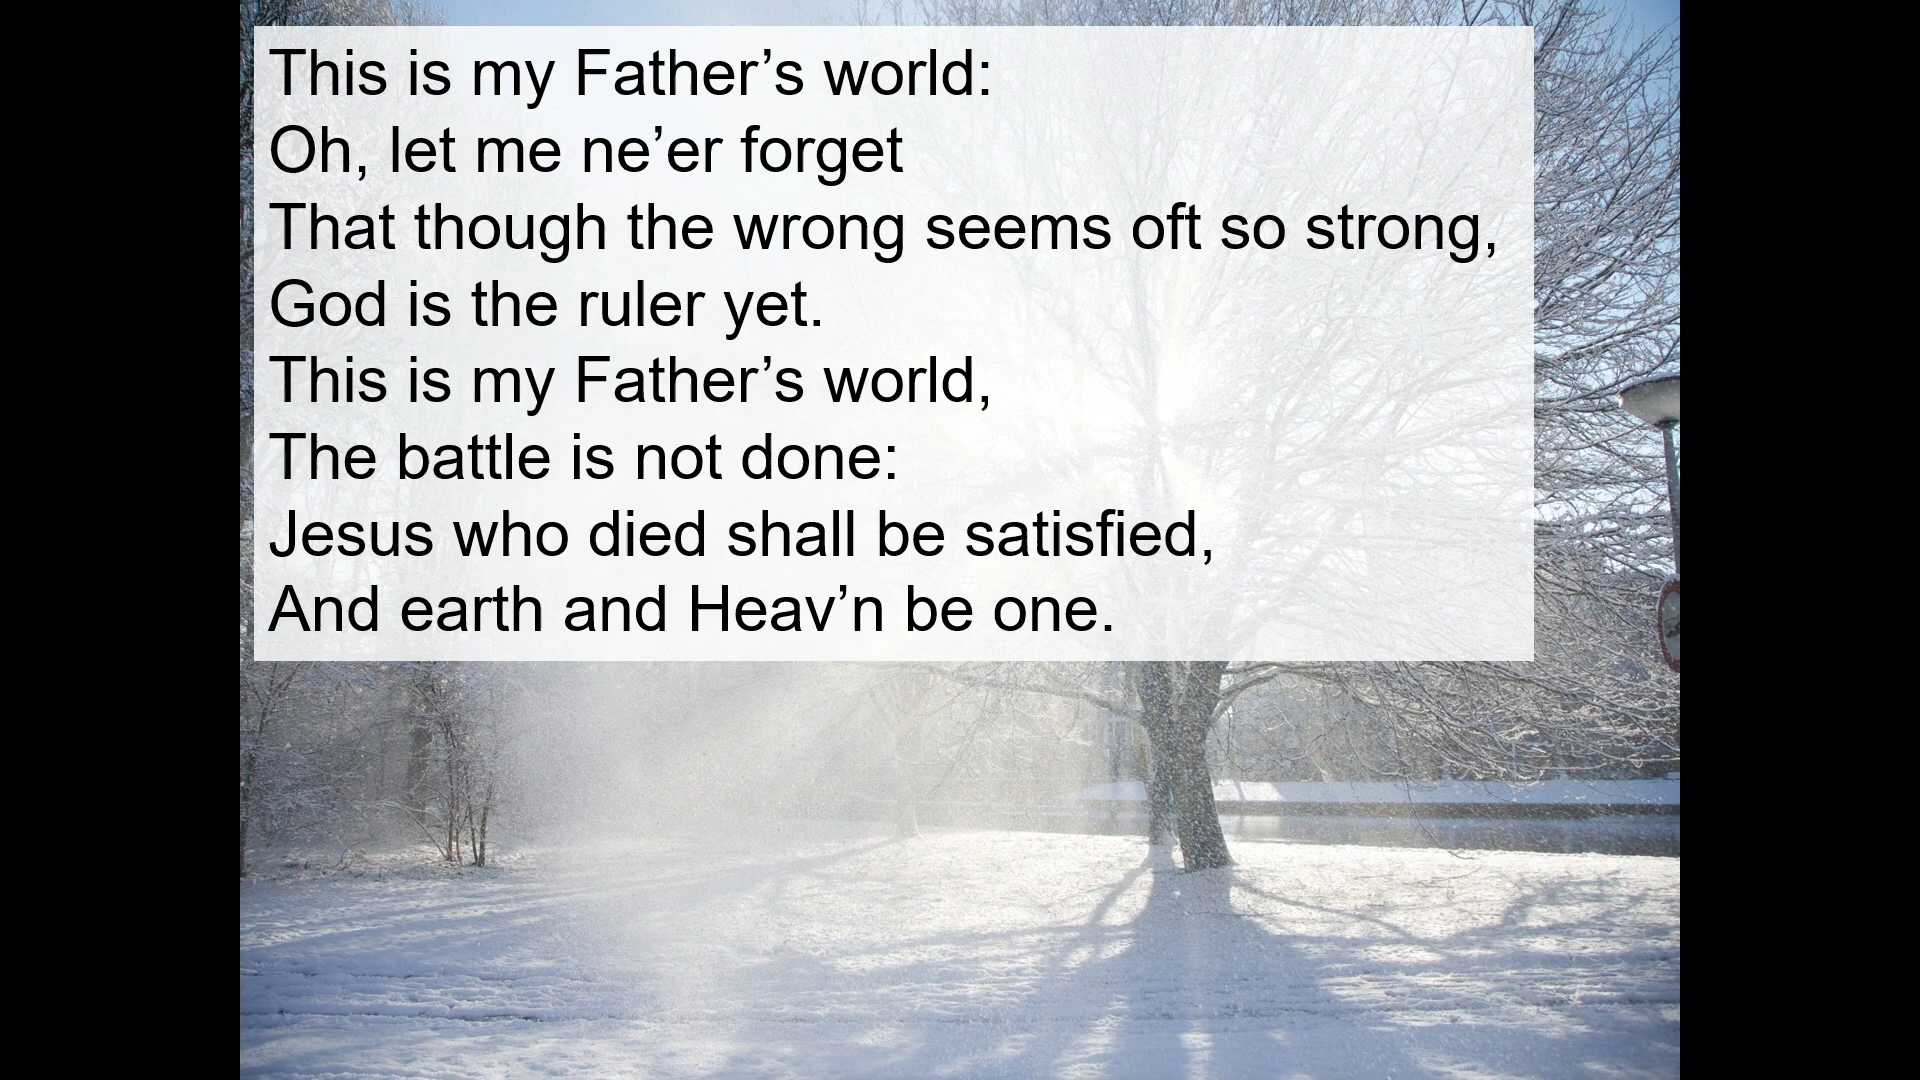 This is my Father’s world:
Oh, let me ne’er forget
That though the wrong seems oft so strong,
God is the ruler yet.
This is my Father’s world,
The battle is not done:
Jesus who died shall be satisfied,
And earth and Heav’n be one.